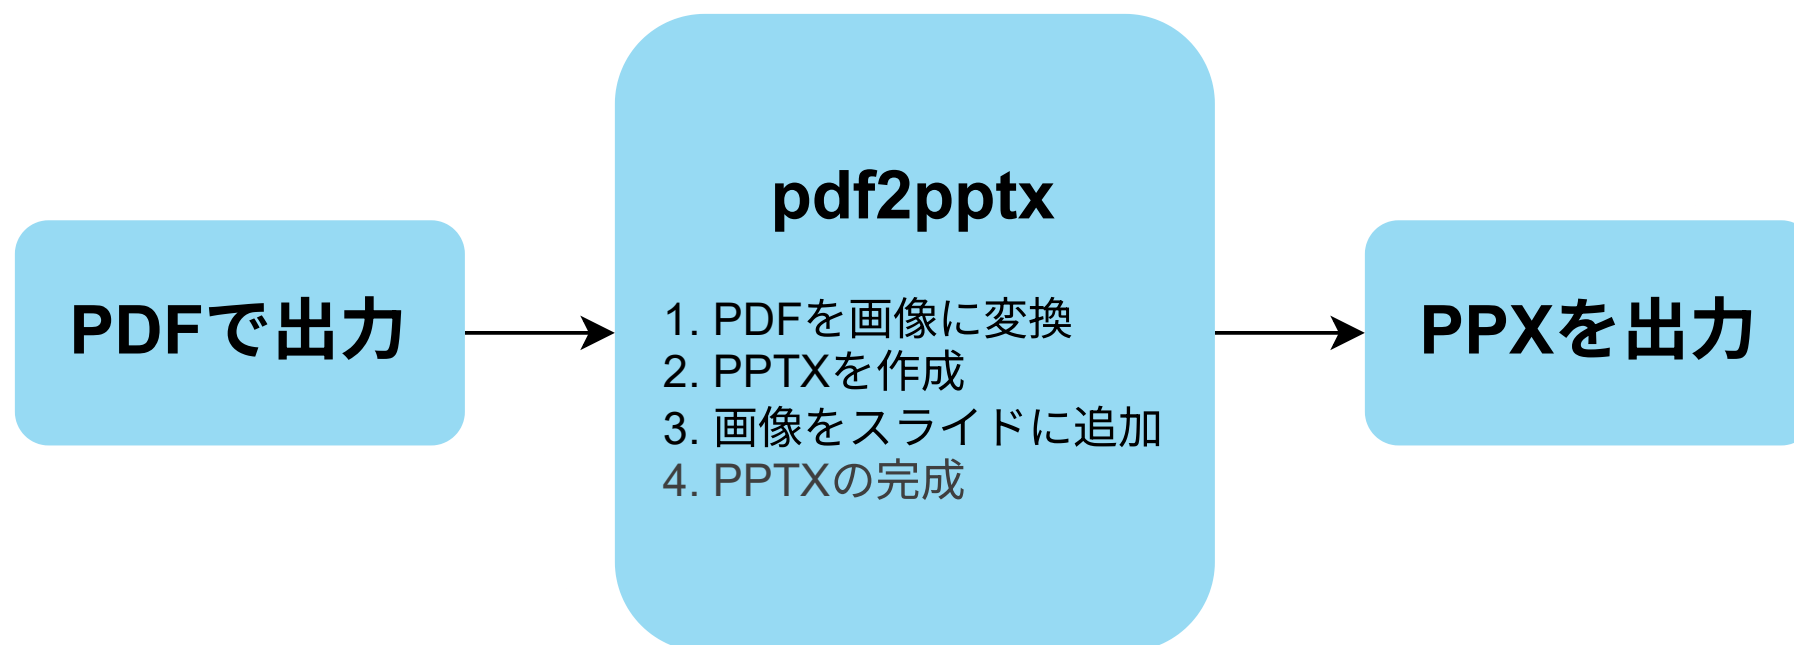 PDFで出力
pdf2pptx
1. PDFを画像に変換
2. PPTXを作成
3. 画像をスライドに追加
4. PPTXの完成
PPXを出力